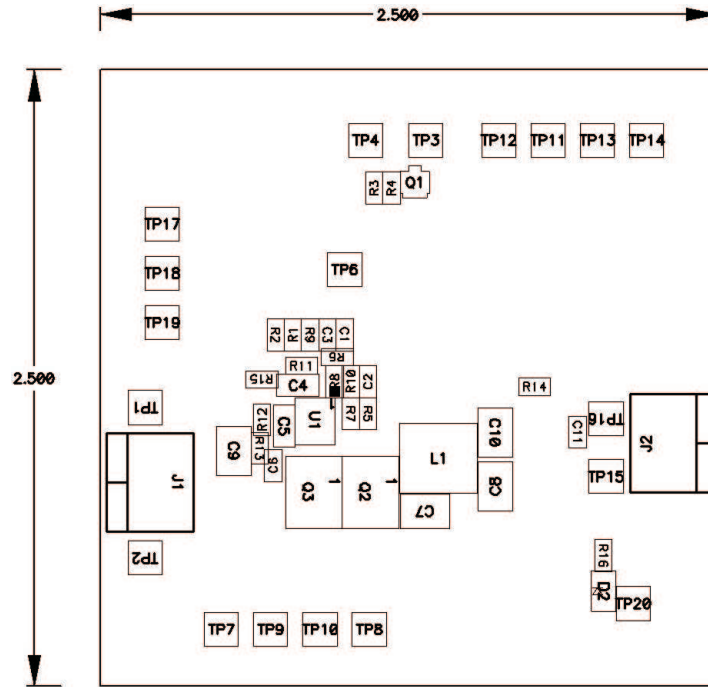 2.500
TP4 TP3 TP12 TP11 TP13 TP14
R3 R4 Q1
TP17
TP18
TP6
TP19
R2 R1 R9 C3 C1
R6
R11
2.500
R15 C4 R8 R10 C2
R14
TP1
R12 C5 U1 1 R7 R5
C10 C11 TP16
C9 R13 L1 J2
J1 C6
Q3 1 Q2 1 C8 TP15
C7
TP2
R16
D2 TP20
TP7 TP9 TP10 TP8